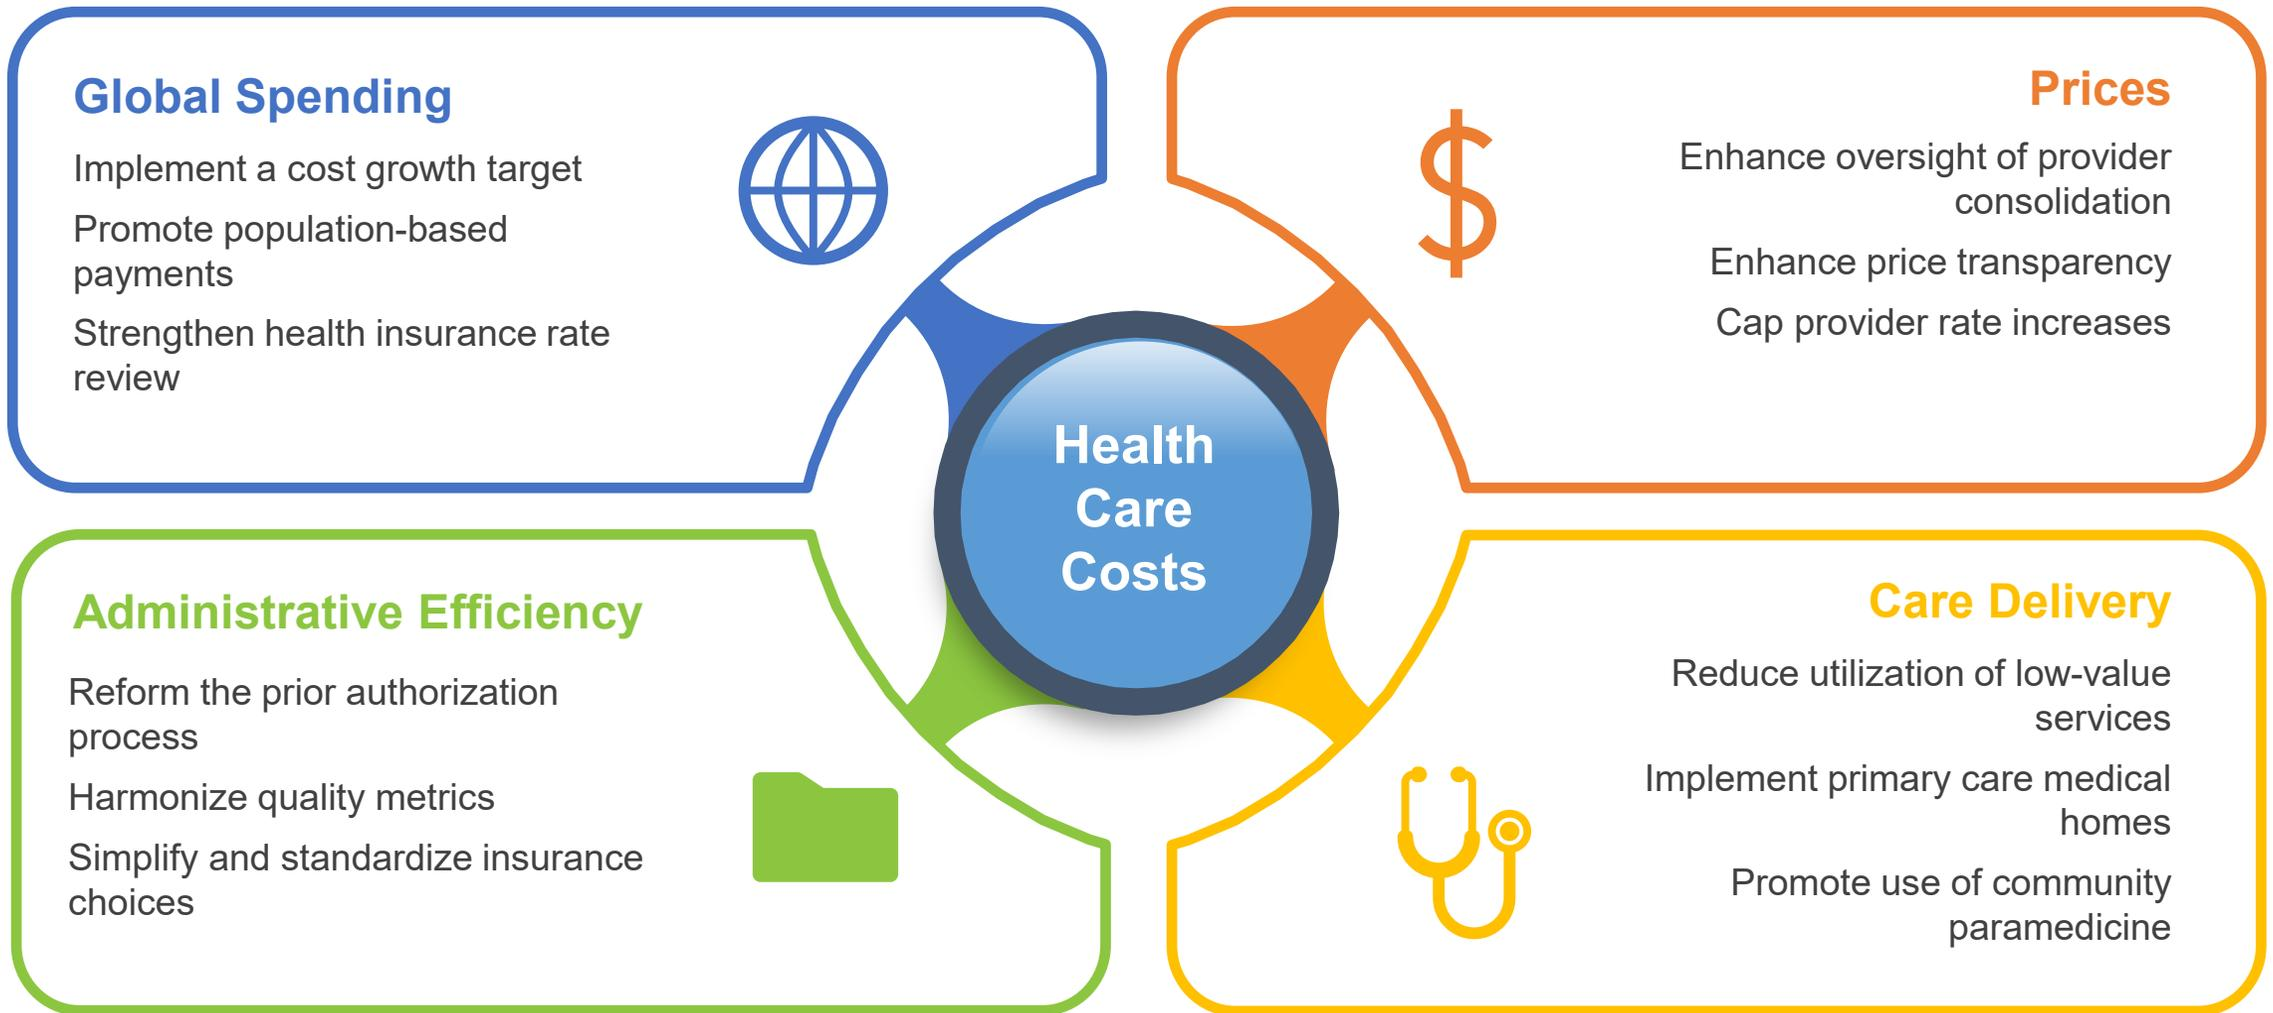 Global Spending
Implement a cost growth target
Promote population-based
payments
Strengthen health insurance rate
review
Prices
Enhance oversight of provider
consolidation
Enhance price transparency
Cap provider rate increases
Health
Care
Costs
Administrative Efficiency
Reform the prior authorization
process
Harmonize quality metrics
Simplify and standardize insurance
choices
Care Delivery
Reduce utilization of low-value
services
Implement primary care medical
homes
Promote use of community
paramedicine